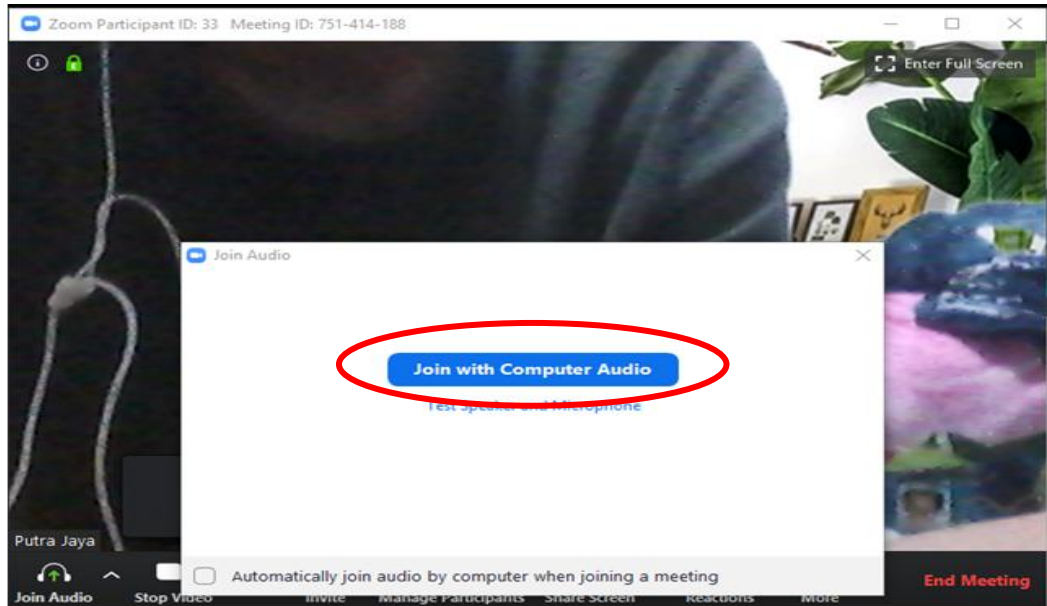 Zoom Participant ID: 33 Meeting ID: 751-414-188
Enter Full Screen
Join Audio
Join with Computer Audio
Test Speaker and Microphone
Putra Jaya
Automatically join audio by computer when joining a meeting
Join Audio Stop Video Invite Manage Participants Share Screen Reactions More End Meeting